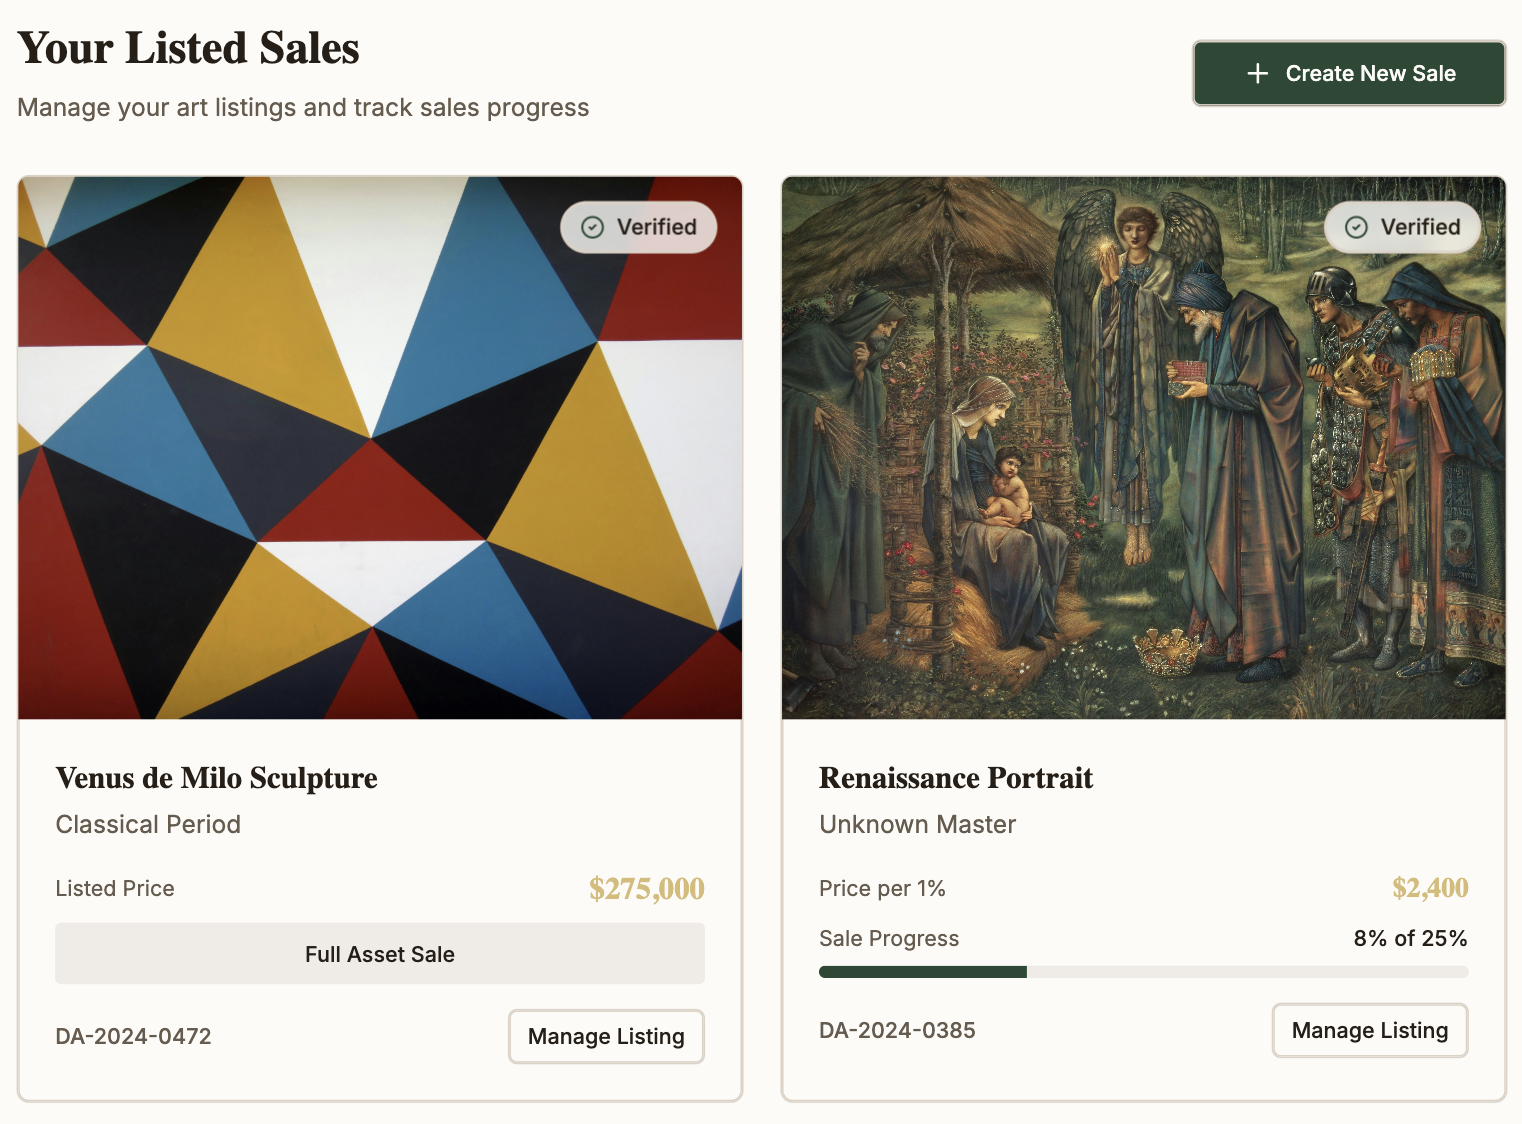 Your Listed Sales
Manage your art listings and track sales progress
Create New Sale
Verified
Venus de Milo Sculpture
Classical Period
Listed Price $275,000
Full Asset Sale
DA-2024-0472 Manage Listing
Verified
Renaissance Portrait
Unknown Master
Price per 1% $2,400
Sale Progress 8% of 25%
DA-2024-0385 Manage Listing